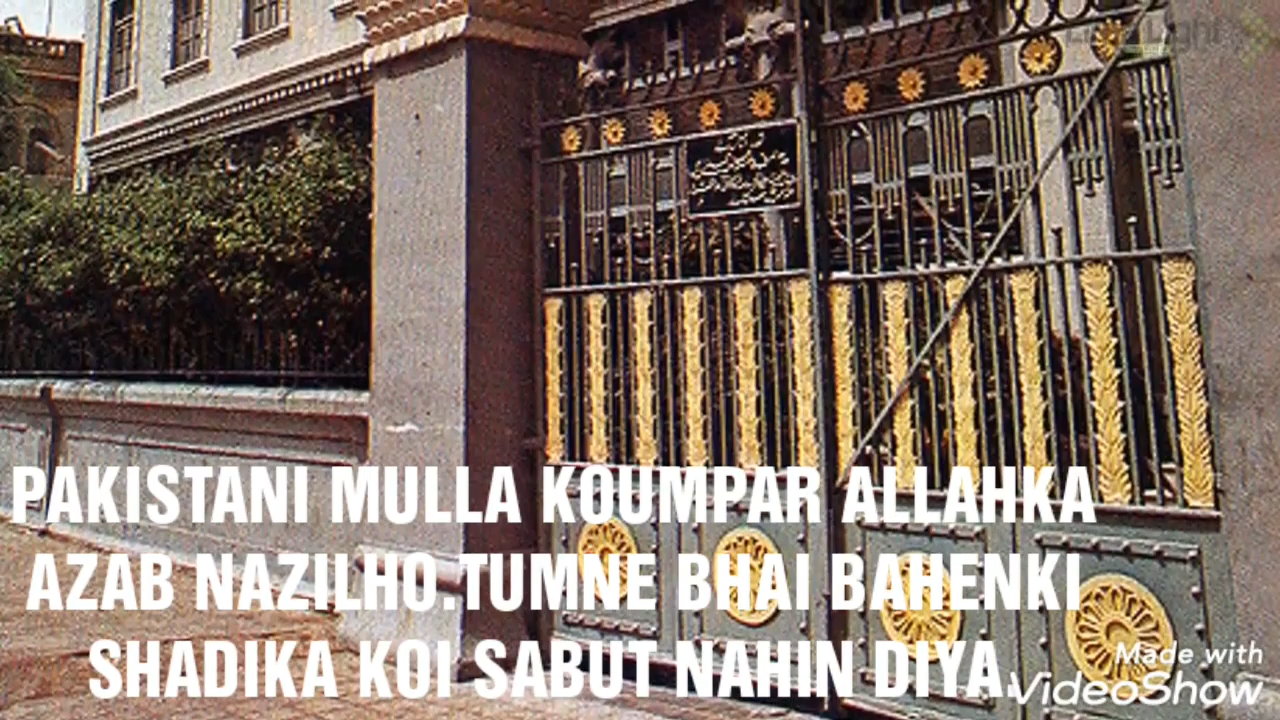 PAKISTANI MULLA KOUMPAR ALLAHKA
AZAB NAZILHO.TUMNE BHAI BAHENKI
SHADIKA KOI SABUT NAHIN DIYA.
Made with
VideoShow